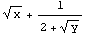 √x + 1/(2 + √y)